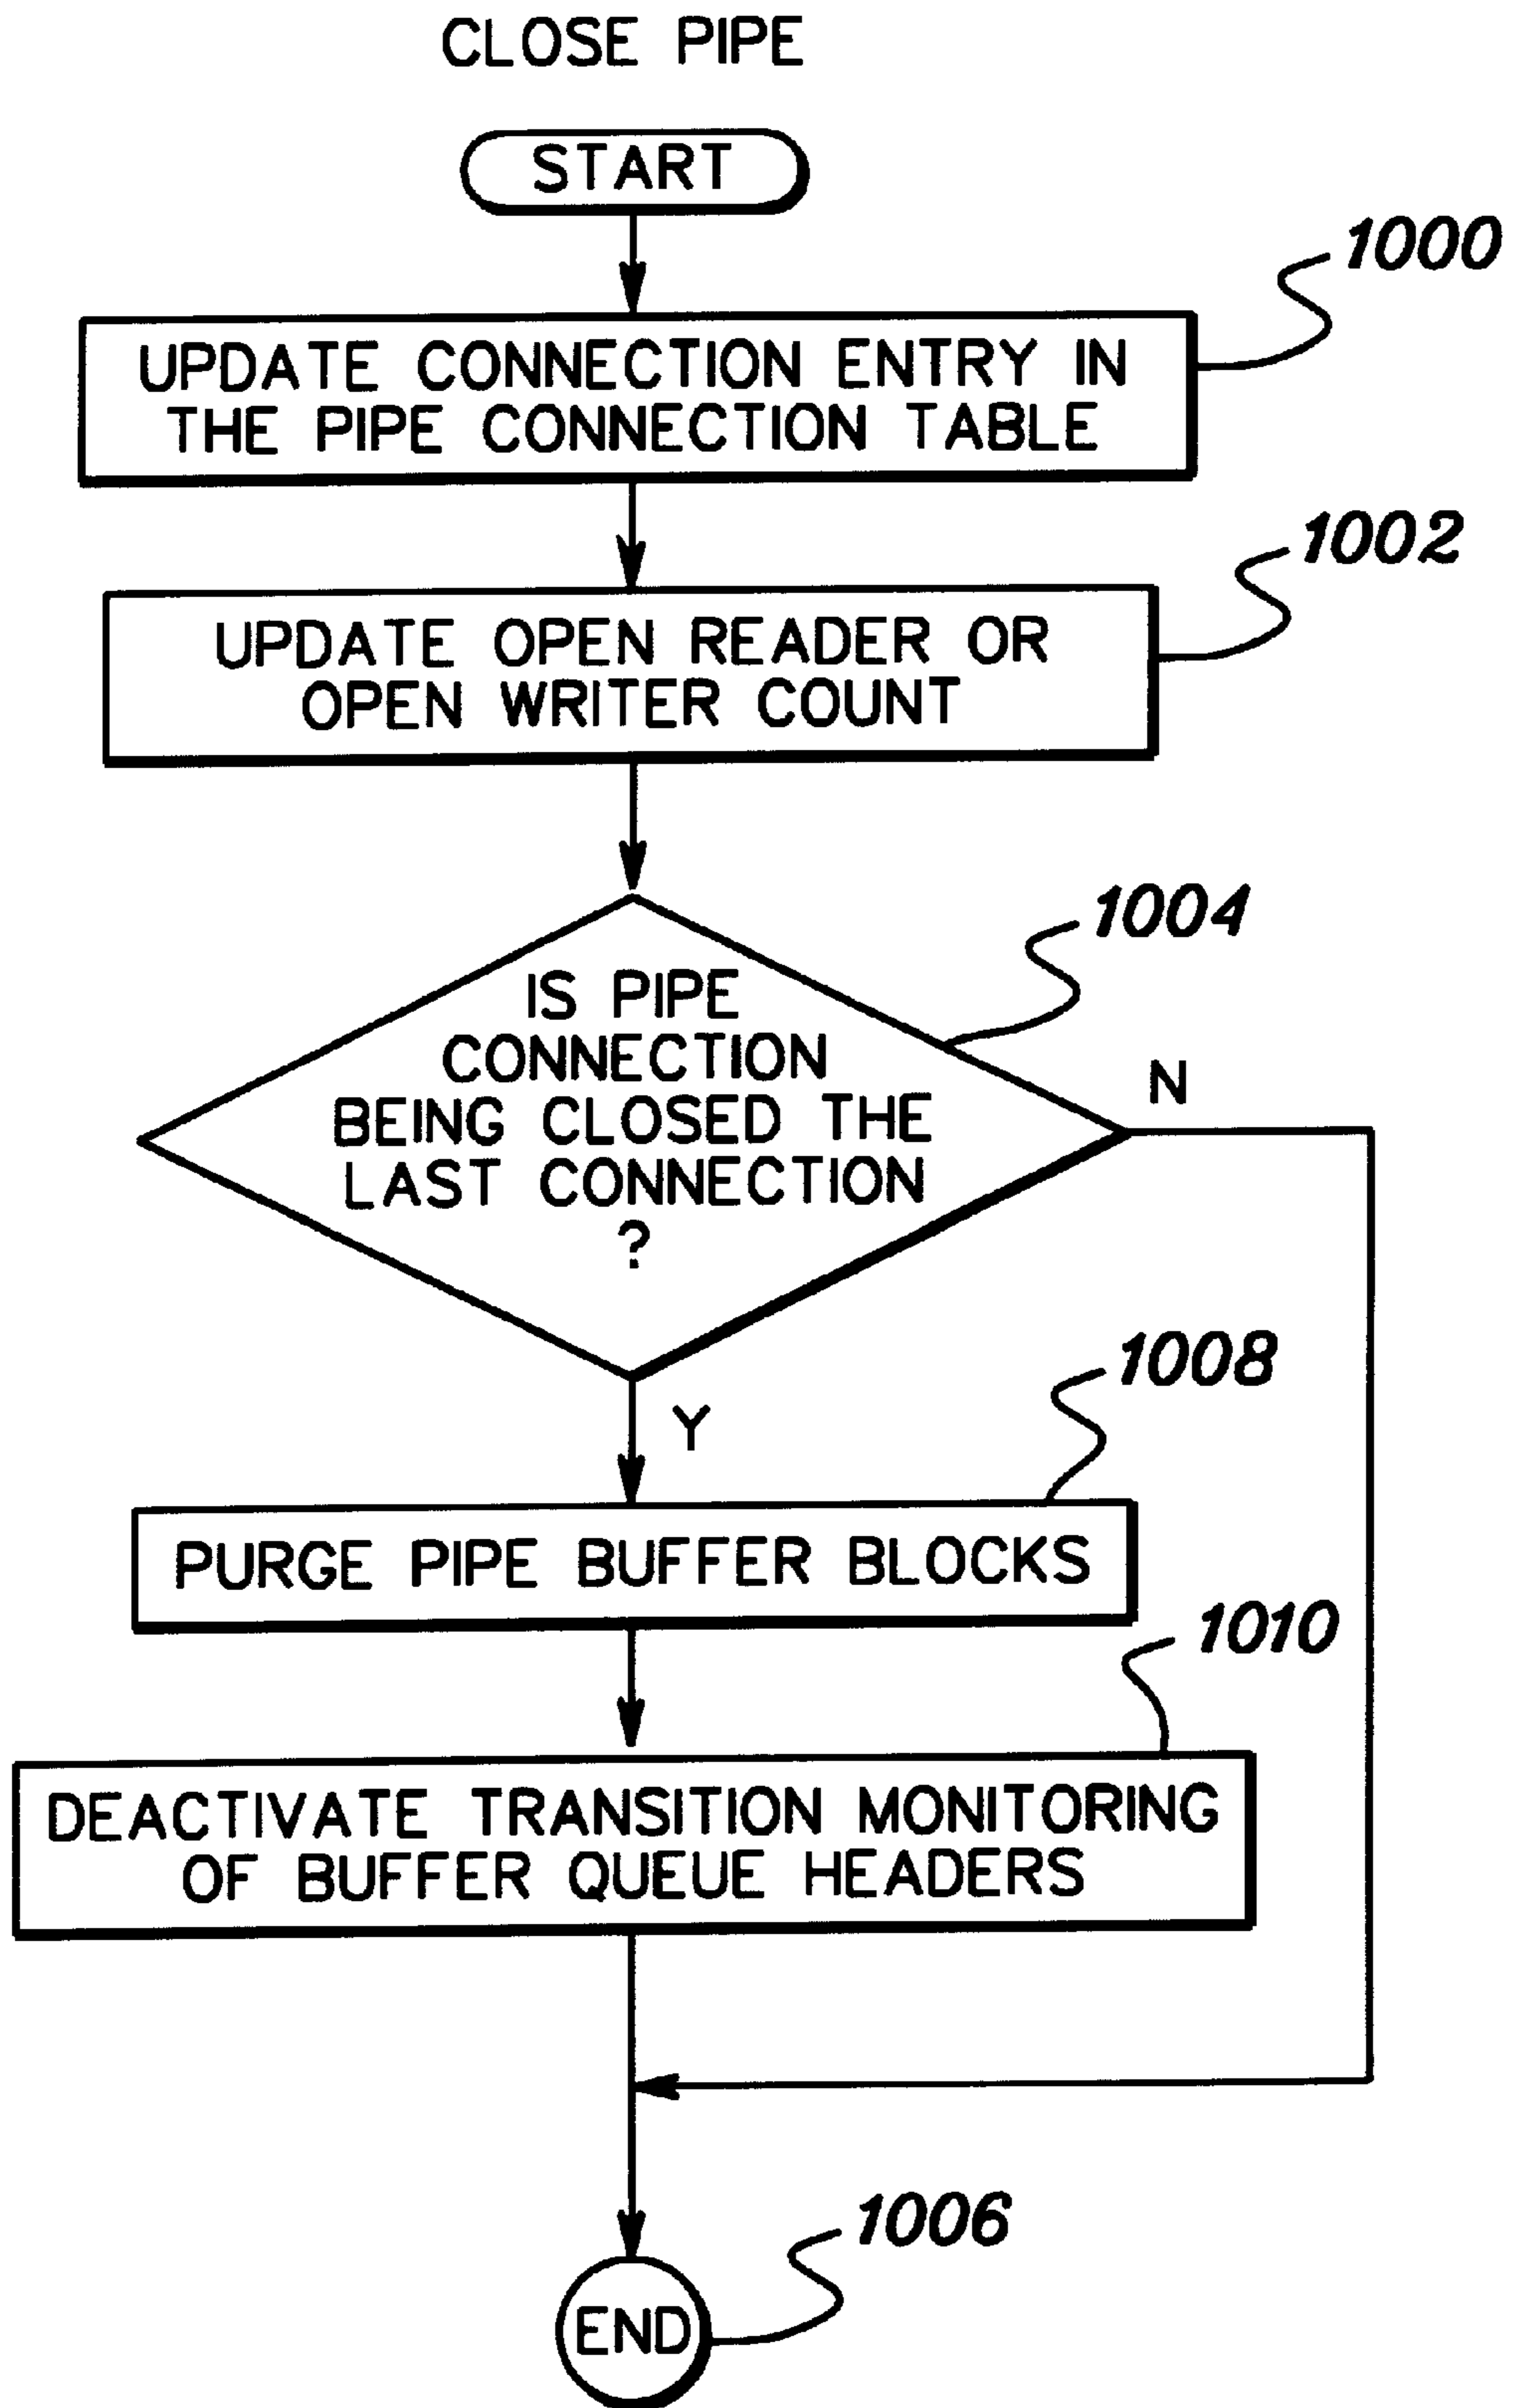 CLOSE PIPE
START
1000
UPDATE CONNECTION ENTRY IN
THE PIPE CONNECTION TABLE
1002
UPDATE OPEN READER OR
OPEN WRITER COUNT
1004
IS PIPE
CONNECTION
BEING CLOSED THE
LAST CONNECTION
?
N
Y
1008
PURGE PIPE BUFFER BLOCKS
1010
DEACTIVATE TRANSITION MONITORING
OF BUFFER QUEUE HEADERS
1006
END